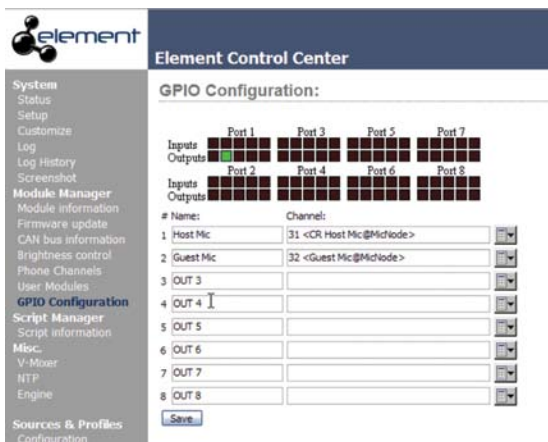 element
Element Control Center
System
Status
Setup
Customize
Log
Log History
Screenshot
Module Manager
Module information
Firmware update
CAN bus information
Brightness control
Phone Channels
User Modules
GPIO Configuration
Script Manager
Script information
Misc.
V-Mixer
NTP
Engine
Sources & Profiles
Configuration
GPIO Configuration:
Port 1 Port 3 Port 5 Port 7
Inputs
Outputs
Port 2 Port 4 Port 6 Port 8
Inputs
Outputs
# Name: Channel:
1 Host Mic 31 <CR Host Mic@MicNode>
2 Guest Mic 32 <Guest Mic@MicNode>
3 OUT 3
4 OUT 4
5 OUT 5
6 OUT 6
7 OUT 7
8 OUT 8
Save